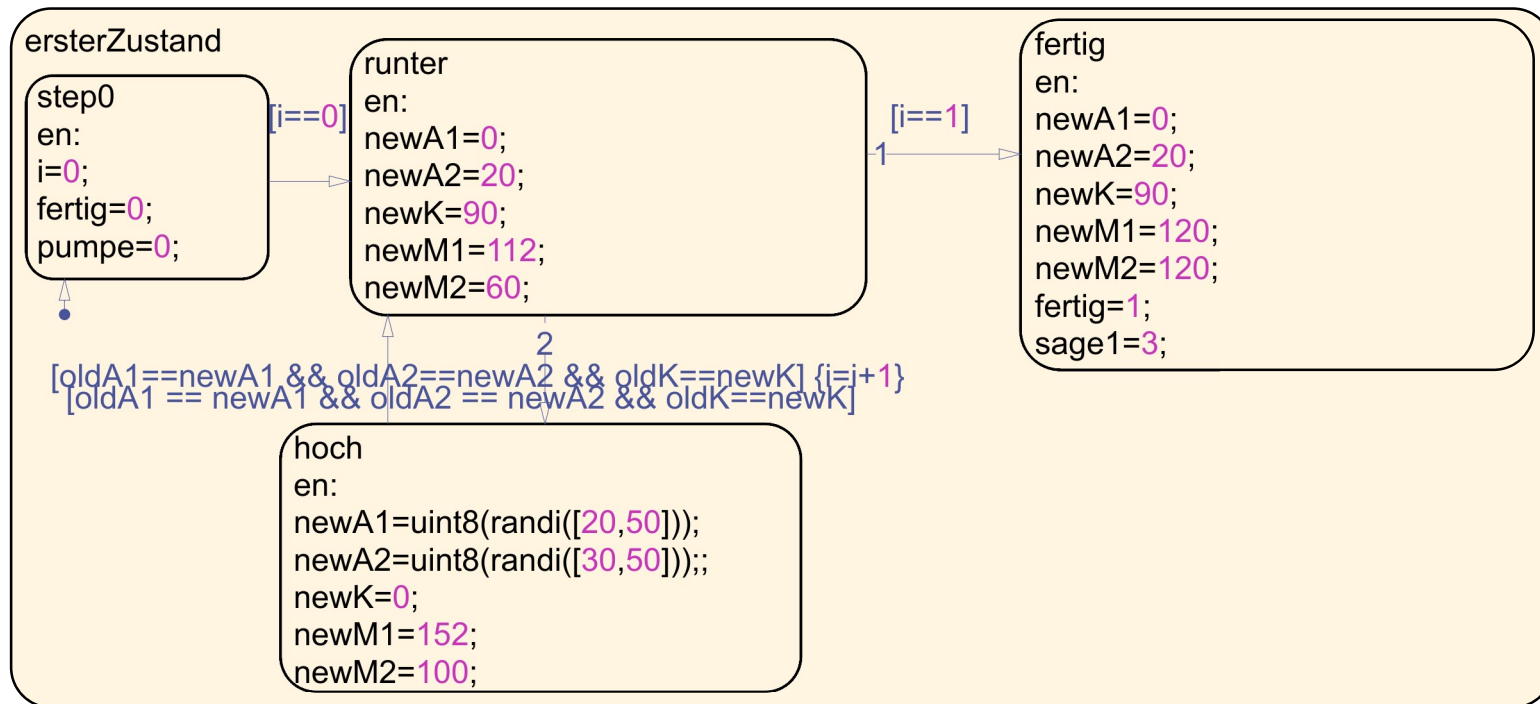 ersterZustand
step0
en:
i=0;
fertig=0;
pumpe=0;
[i==0]
runter
en:
newA1=0;
newA2=20;
newK=90;
newM1=112;
newM2=60;
[i==1]
1
fertig
en:
newA1=0;
newA2=20;
newK=90;
newM1=120;
newM2=120;
fertig=1;
sage1=3;
2
[oldA1==newA1 && oldA2==newA2 && oldK==newK] {i=i+1}
[oldA1 == newA1 && oldA2 == newA2 && oldK==newK]
hoch
en:
newA1=uint8(randi([20,50]));
newA2=uint8(randi([30,50]));;
newK=0;
newM1=152;
newM2=100;